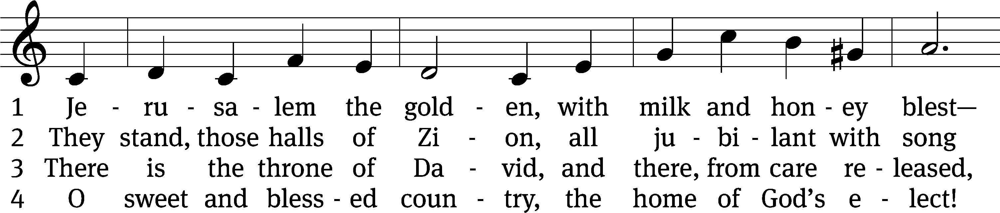 1 Je - ru - sa - lem the gold - en, with milk and hon - ey blest—
2 They stand, those halls of Zi - on, all ju - bi - lant with song
3 There is the throne of Da - vid, and there, from care re - leased,
4 O sweet and bless - ed coun - try, the home of God’s e - lect!